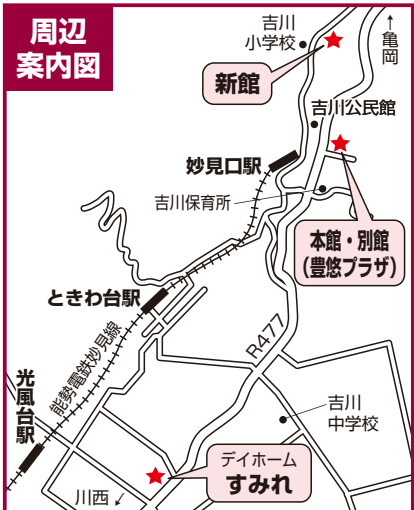 周辺
案内図
吉川
小学校
↑
亀岡
新館
吉川公民館
妙見口駅
吉川保育所
本館・別館
(豊悠プラザ)
ときわ台駅
能勢電鉄妙見線
R477
光風台駅
吉川
中学校
デイホーム
すみれ
川西↙